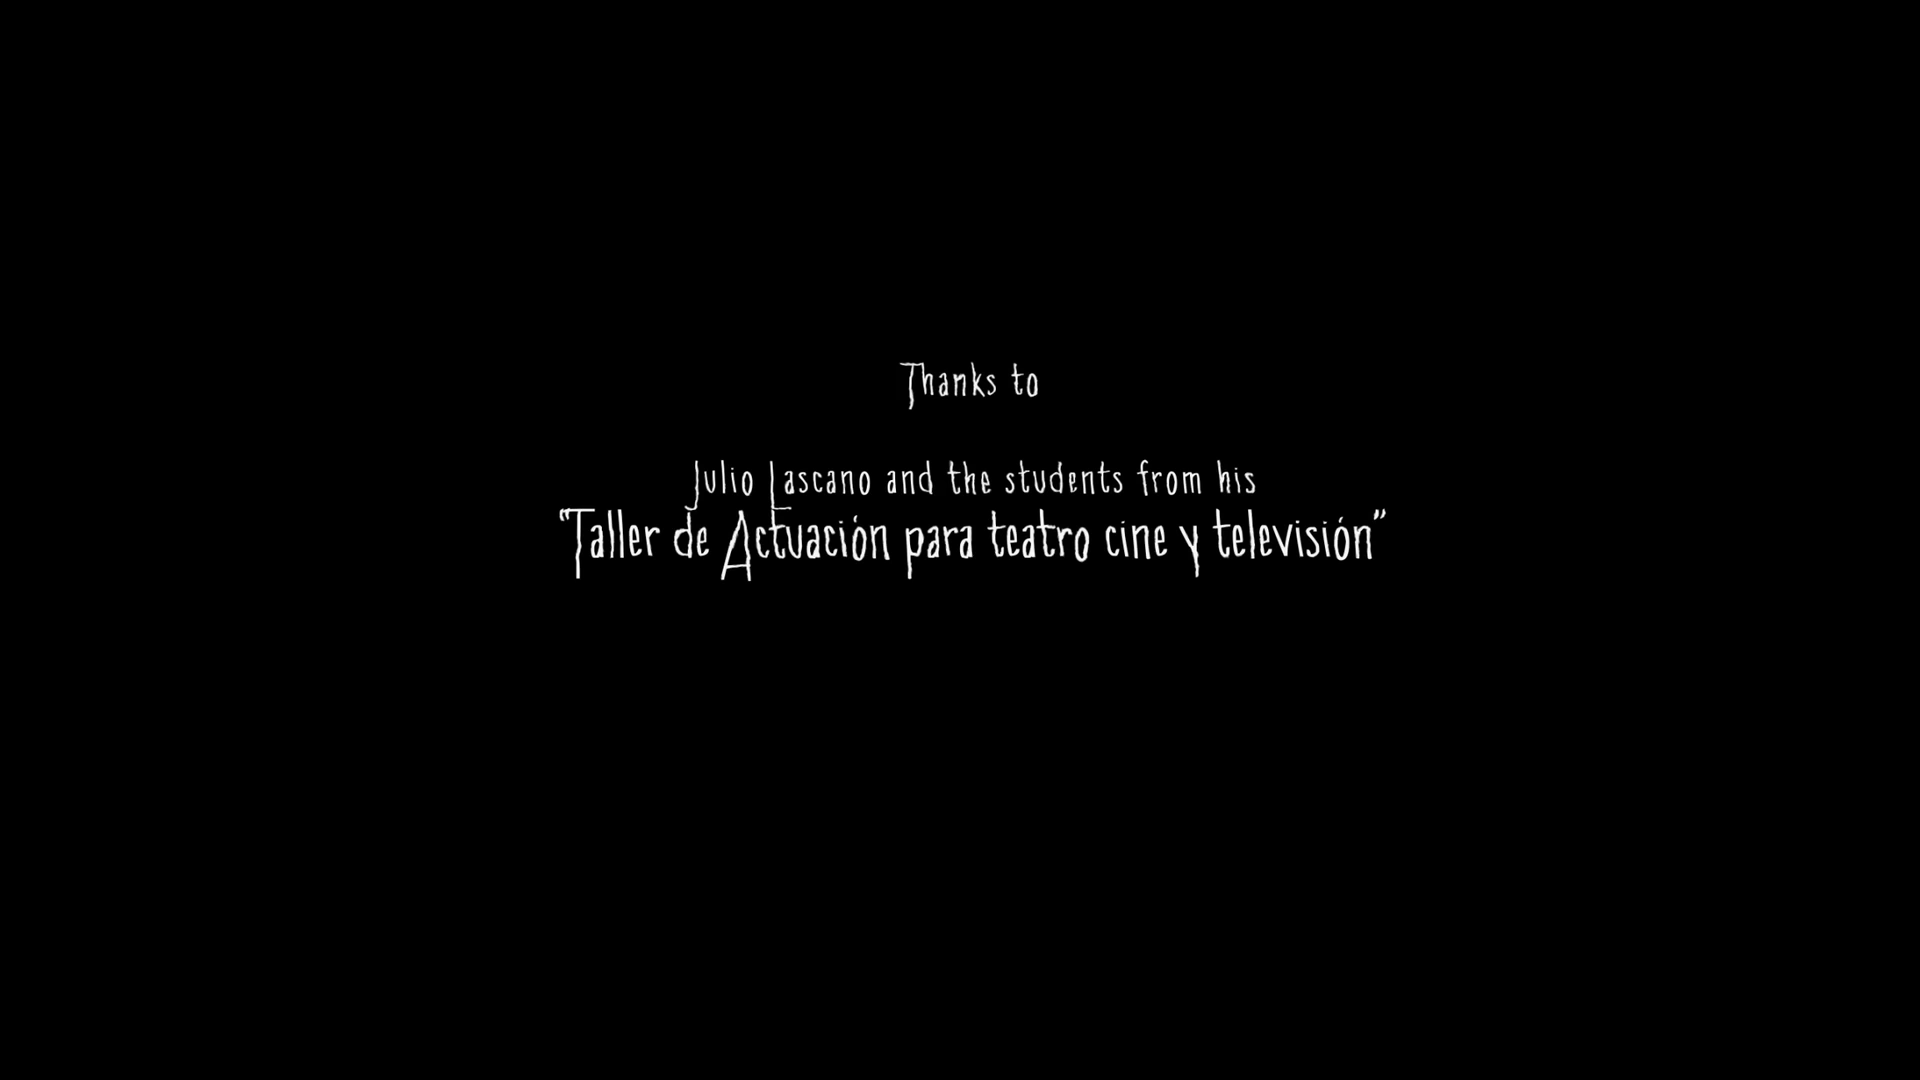 Thanks to
Julio Lascano and the students from his
"Taller de Actuación para teatro cine y televisión"